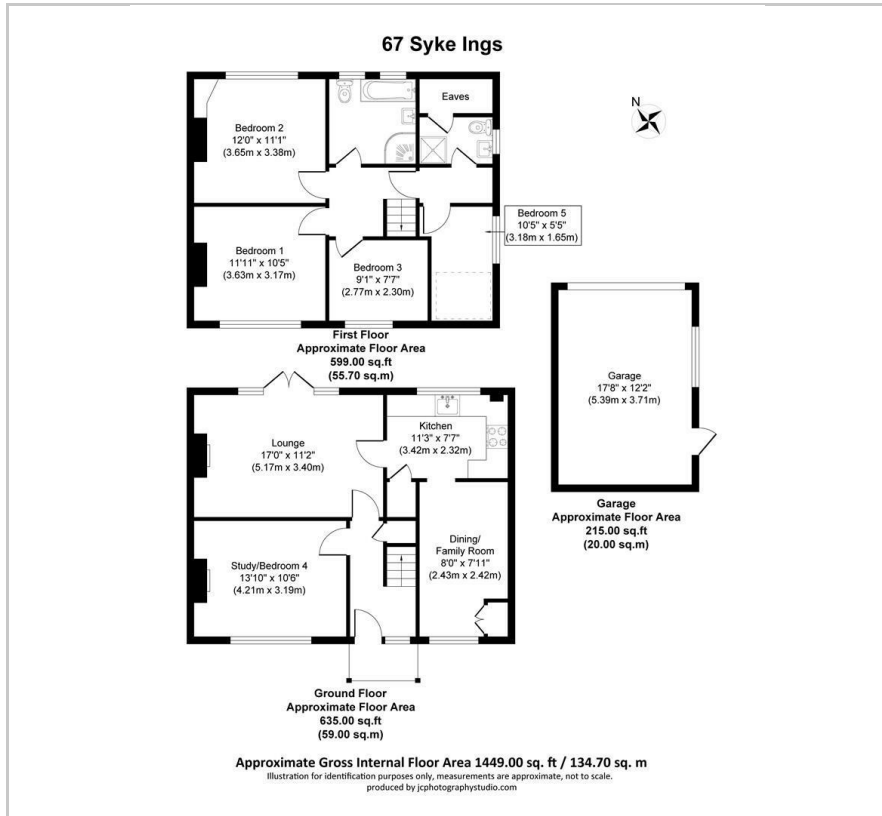 67 Syke Ings
N
Eaves
Bedroom 2
12'0" x 11'1"
(3.65m x 3.38m)
Bedroom 5
10'5" x 5'5"
(3.18m x 1.65m)
Bedroom 1
11'11" x 10'5"
(3.63m x 3.17m)
Bedroom 3
9'1" x 7'7"
(2.77m x 2.30m)
First Floor
Approximate Floor Area
599.00 sq.ft
(55.70 sq.m)
Garage
17'8" x 12'2"
(5.39m x 3.71m)
Garage
Approximate Floor Area
215.00 sq.ft
(20.00 sq.m)
Kitchen
11'3" x 7'7"
(3.42m x 2.32m)
Lounge
17'0" x 11'2"
(5.17m x 3.40m)
Dining/
Family Room
8'0" x 7'11"
(2.43m x 2.42m)
Study/Bedroom 4
13'10" x 10'6"
(4.21m x 3.19m)
Ground Floor
Approximate Floor Area
635.00 sq.ft
(59.00 sq.m)
Approximate Gross Internal Floor Area 1449.00 sq. ft / 134.70 sq. m
Illustration for identification purposes only, measurements are approximate, not to scale.
produced by jcphotographystudio.com